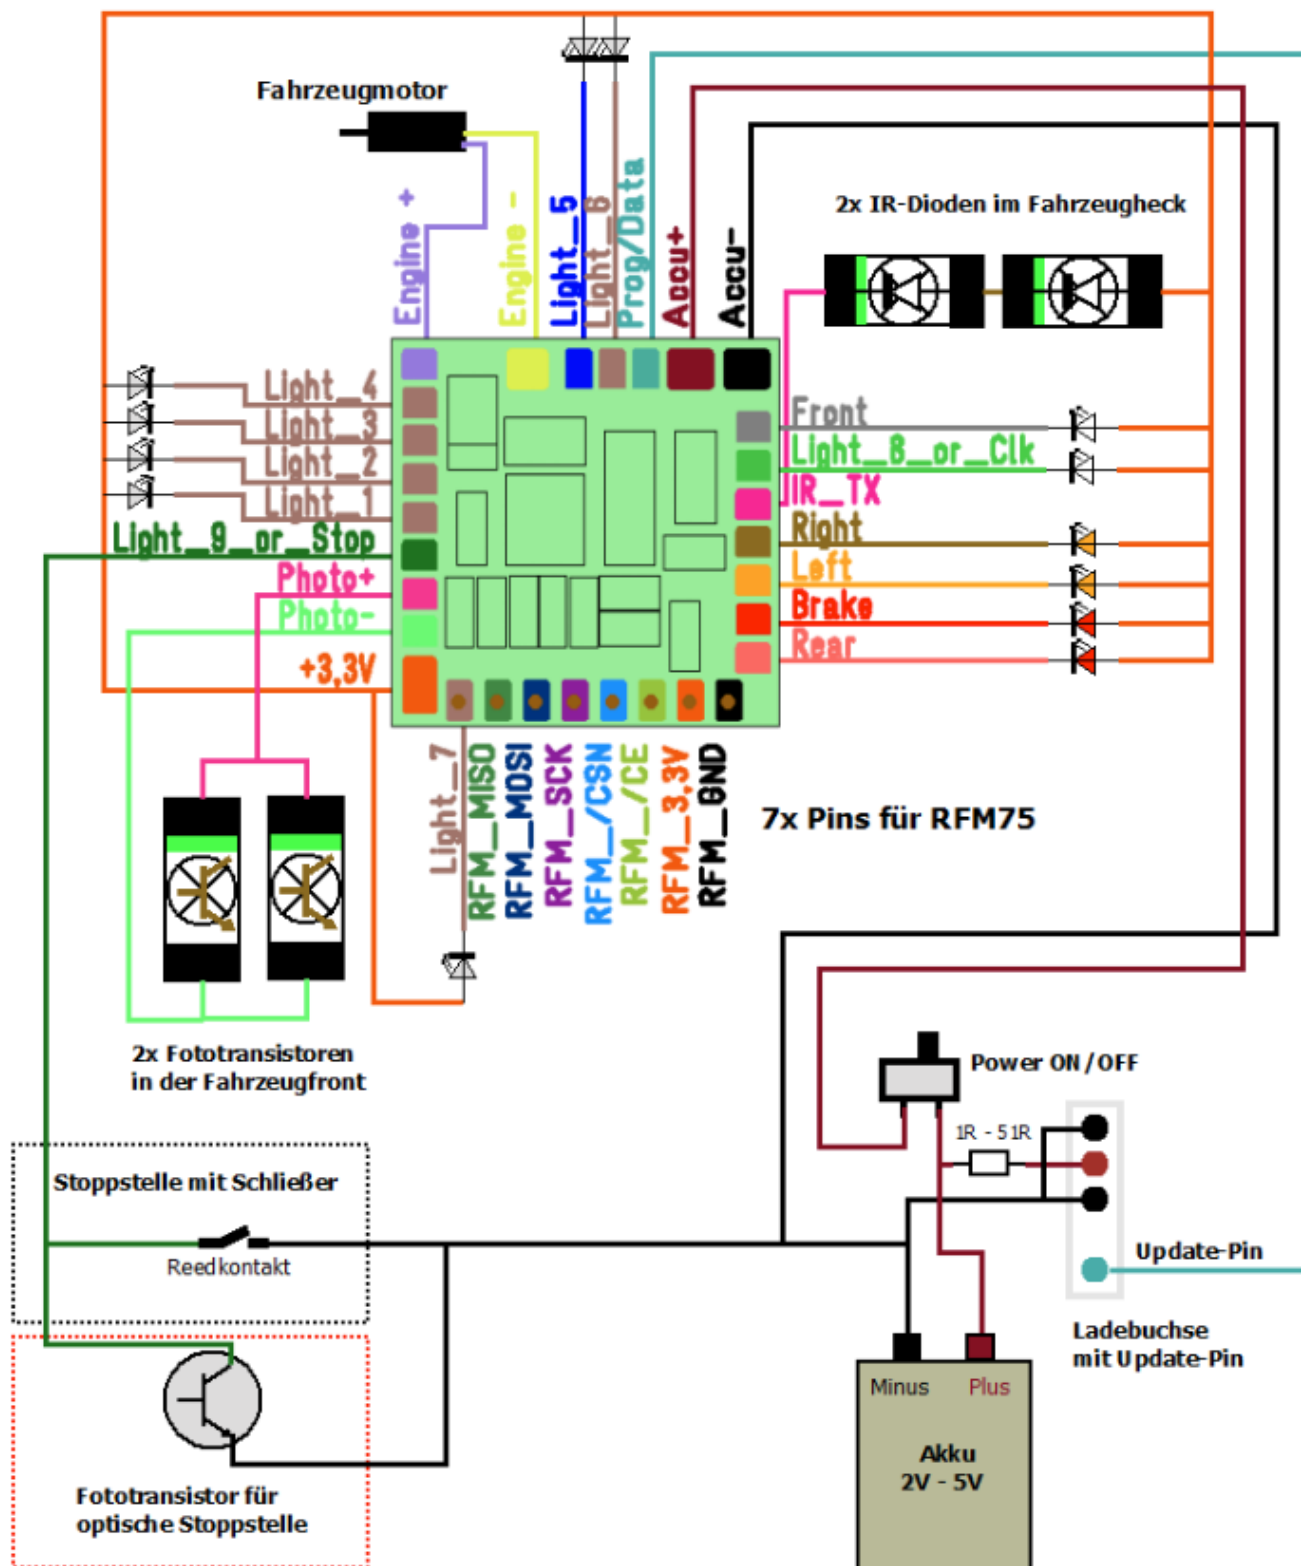 Fahrzeugmotor
Engine +
Engine -
Light_5
Light_6
Prog/Data
Accu+
Accu-
2x IR-Dioden im Fahrzeugheck
Light_4
Light_3
Light_2
Light_1
Light_9_or_Stop
Photo+
Photo-
+3,3V
Front
Light_8_or_Clk
IR_TX
Right
Left
Brake
Rear
Light_7
RFM_MISO
RFM_MOSI
RFM_SCK
RFM_/CSN
RFM_/CE
RFM_3,3V
RFM_GND
7x Pins für RFM75
2x Fototransistoren
in der Fahrzeugfront
Power ON/OFF
1R - 51R
Stoppstelle mit Schließer
Reedkontakt
Update-Pin
Ladebuchse
mit Update-Pin
Minus
Plus
Akku
2V - 5V
Fototransistor für
optische Stoppstelle